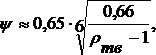 ψ ≈ 0,65 · 6√(0,66 / (ρтв − 1)),